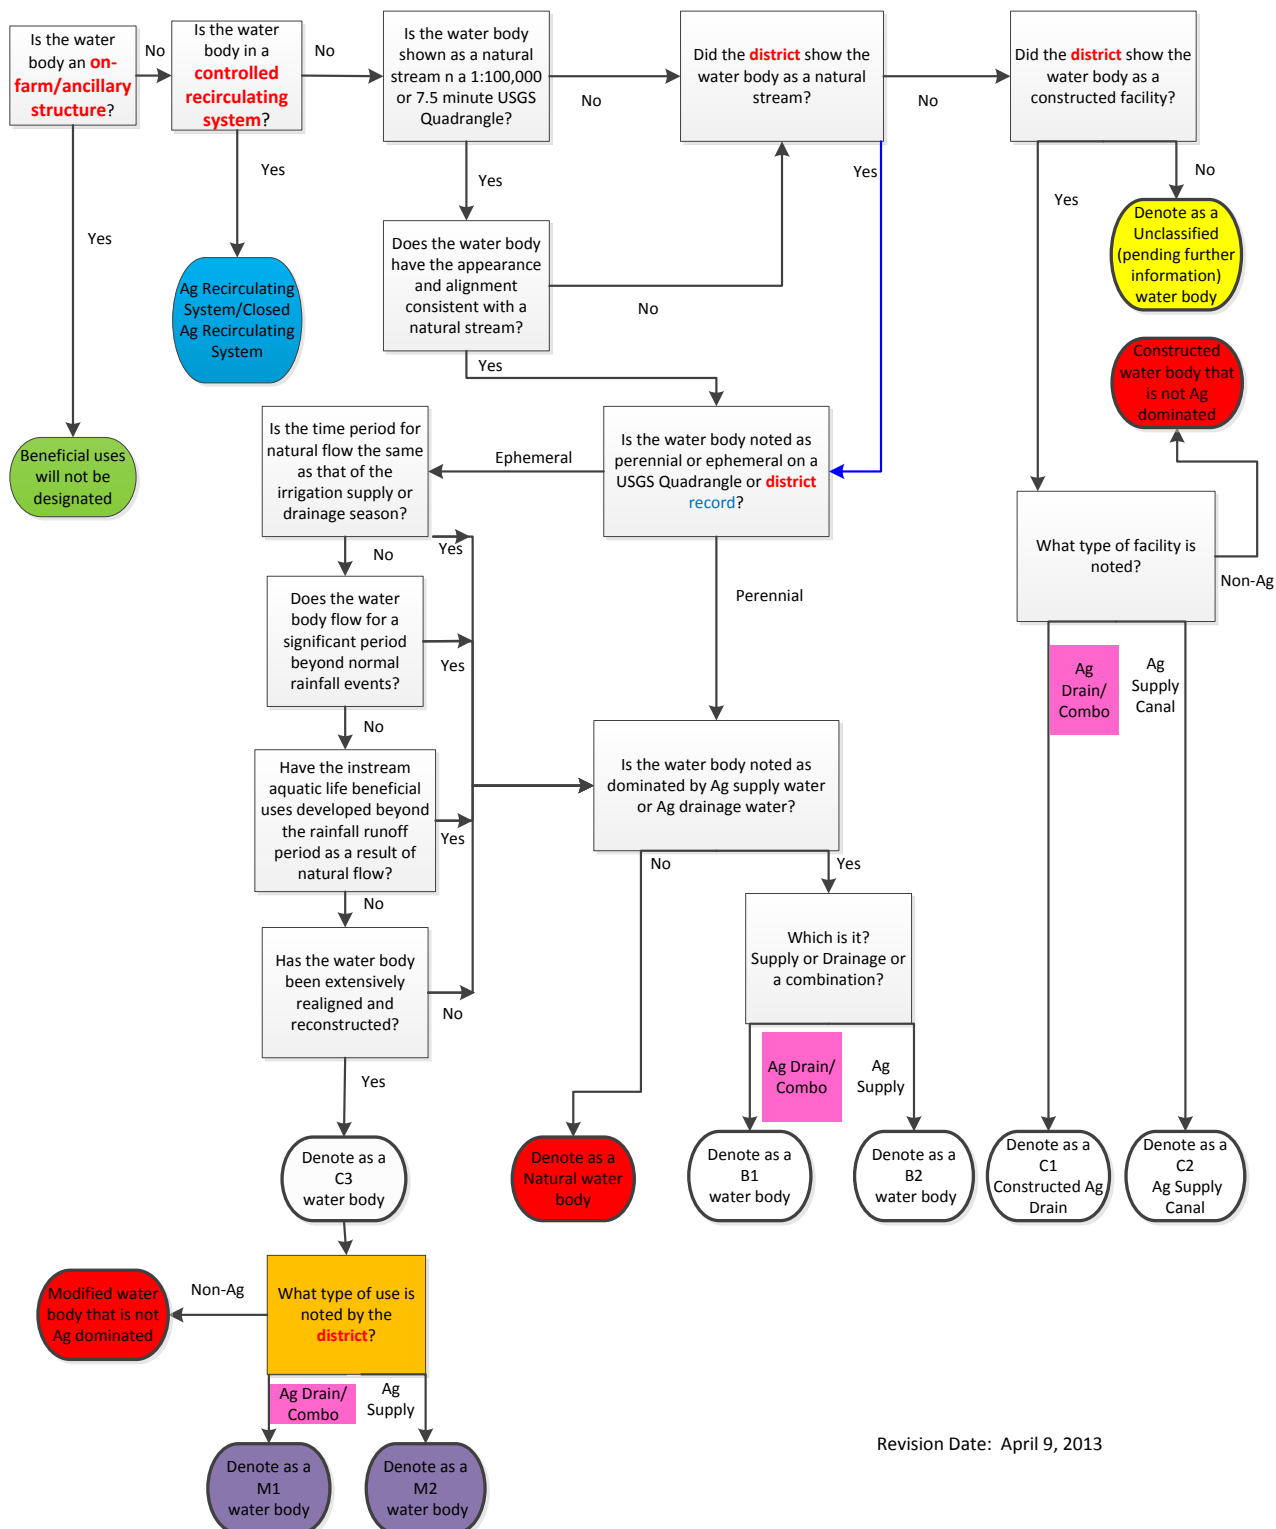 Is the water
body an on-
farm/ancillary
structure?
No
Is the water
body in a
controlled
recirculating
system?
No
Is the water body
shown as a natural
stream n a 1:100,000
or 7.5 minute USGS
Quadrangle?
No
Did the district show the
water body as a natural
stream?
No
Did the district show the
water body as a
constructed facility?
Yes
Yes
Yes
Yes
Yes
No
Does the water body
have the appearance
and alignment
consistent with a
natural stream?
No
Yes
Denote as a
Unclassified
(pending further
information)
water body
Ag Recirculating
System/Closed
Ag Recirculating
System
Constructed
water body that
is not Ag
dominated
Beneficial uses
will not be
designated
Is the time period for
natural flow the same
as that of the
irrigation supply or
drainage season?
Ephemeral
Is the water body noted as
perennial or ephemeral on a
USGS Quadrangle or district
record?
Yes
No
What type of facility is
noted?
Non-Ag
Perennial
Does the water
body flow for a
significant period
beyond normal
rainfall events?
Yes
No
Ag
Drain/
Combo
Ag
Supply
Canal
Have the instream
aquatic life beneficial
uses developed beyond
the rainfall runoff
period as a result of
natural flow?
Yes
No
Is the water body noted as
dominated by Ag supply water
or Ag drainage water?
No
Yes
Has the water body
been extensively
realigned and
reconstructed?
No
Yes
Which is it?
Supply or Drainage or
a combination?
Ag Drain/
Combo
Ag
Supply
Denote as a
C3
water body
Denote as a
Natural water
body
Denote as a
B1
water body
Denote as a
B2
water body
Denote as a
C1
Constructed Ag
Drain
Denote as a
C2
Ag Supply
Canal
Modified water
body that is not
Ag dominated
Non-Ag
What type of use is
noted by the
district?
Ag Drain/
Combo
Ag
Supply
Denote as a
M1
water body
Denote as a
M2
water body
Revision Date:  April 9, 2013